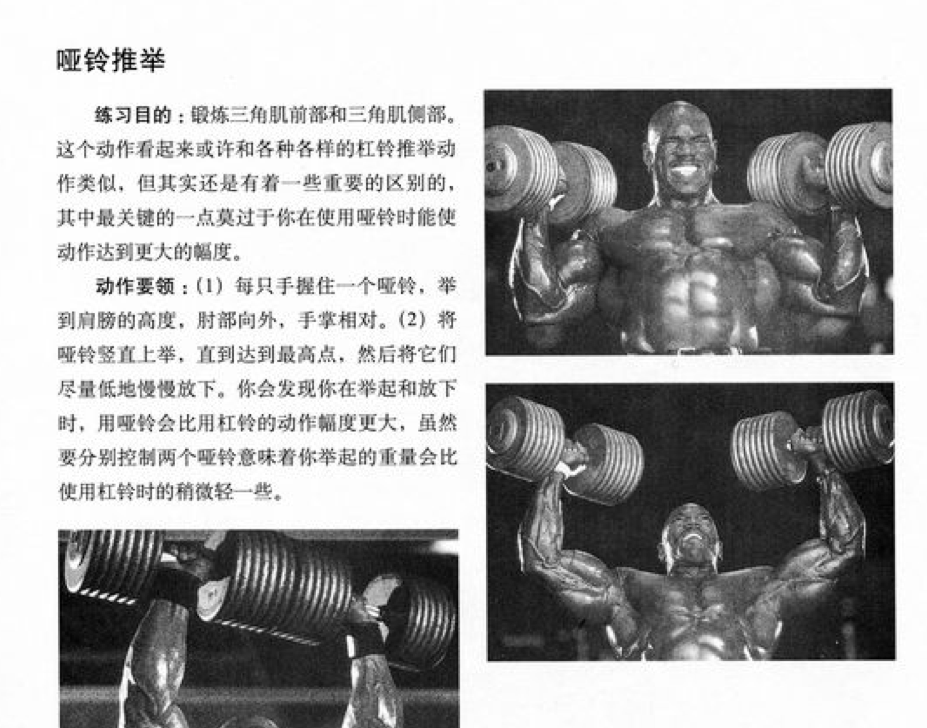 哑铃推举
练习目的：锻炼三角肌前部和三角肌侧部。
这个动作看起来或许和各种各样的杠铃推举动
作类似，但其实还是有着一些重要的区别的，
其中最关键的一点莫过于你在使用哑铃时能使
动作达到更大的幅度。
动作要领：（1）每只手握住一个哑铃，举
到肩膀的高度，肘部向外，手掌相对。（2）将
哑铃竖直上举，直到达到最高点，然后将它们
尽量低地慢慢放下。你会发现你在举起和放下
时，用哑铃会比用杠铃的动作幅度更大，虽然
要分别控制两个哑铃意味着你举起的重量会比
使用杠铃时的稍微轻一些。